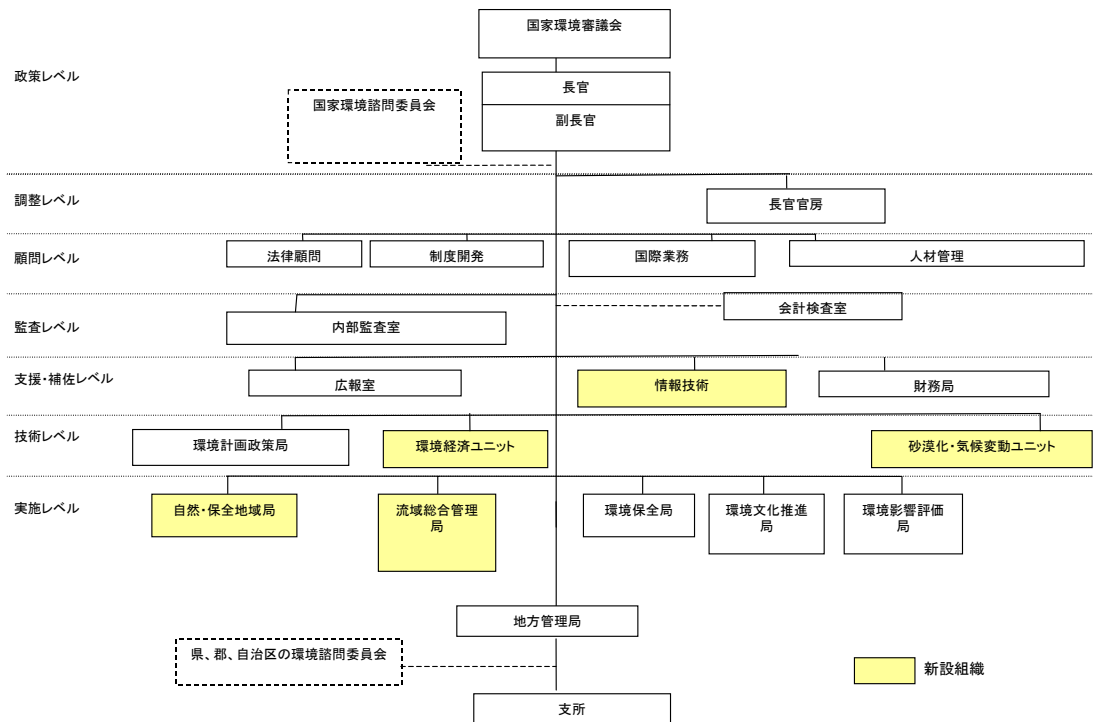 国家環境審議会
政策レベル
長官
国家環境諮問委員会
副長官
調整レベル
長官官房
顧問レベル
法律顧問
制度開発
国際業務
人材管理
監査レベル
内部監査室
会計検査室
支援・補佐レベル
広報室
情報技術
財務局
技術レベル
環境計画政策局
環境経済ユニット
砂漠化・気候変動ユニット
実施レベル
自然・保全地域局
流域総合管理
局
環境保全局
環境文化推進
局
環境影響評価
局
地方管理局
県、郡、自治区の環境諮問委員会
新設組織
支所